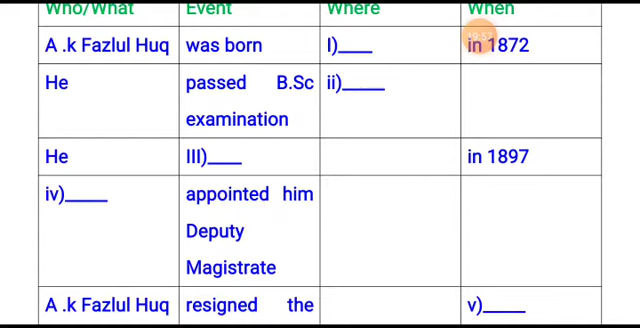 Who/What Event Where When
A .k Fazlul Huq was born I)____ in 1872
He passed B.Sc ii)_____
examination
He III)____ in 1897
iv)_____ appointed him
Deputy
Magistrate
A .k Fazlul Huq resigned the v)_____